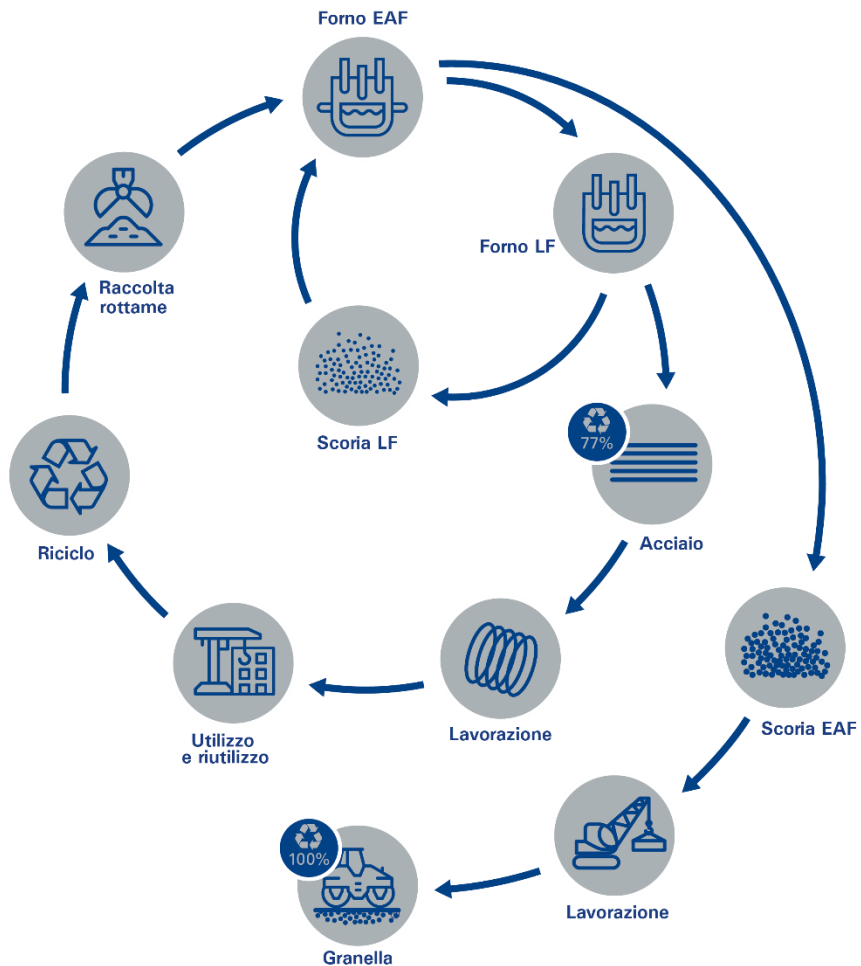 Forno EAF
Forno LF
Raccolta
rottame
Scoria LF
77%
Acciaio
Riciclo
Utilizzo
e riutilizzo
Lavorazione
Scoria EAF
100%
Granella
Lavorazione